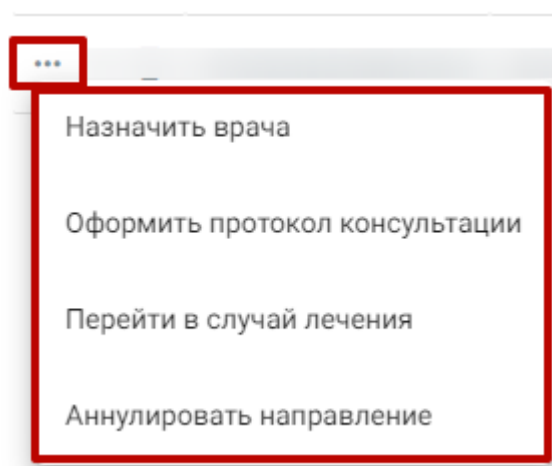 ...
Назначить врача
Оформить протокол консультации
Перейти в случай лечения
Аннулировать направление